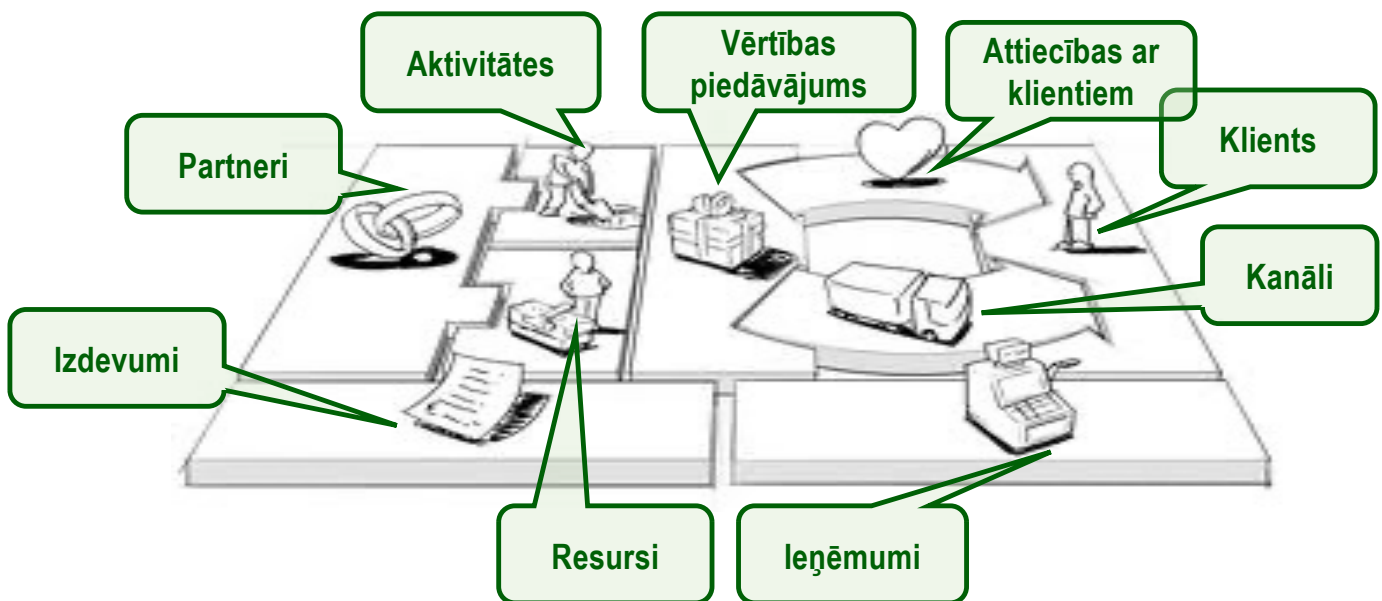 Aktivitātes
Vērtības
piedāvājums
Attiecības ar
klientiem
Partneri
Klients
Kanāli
Izdevumi
Resursi
Ieņēmumi